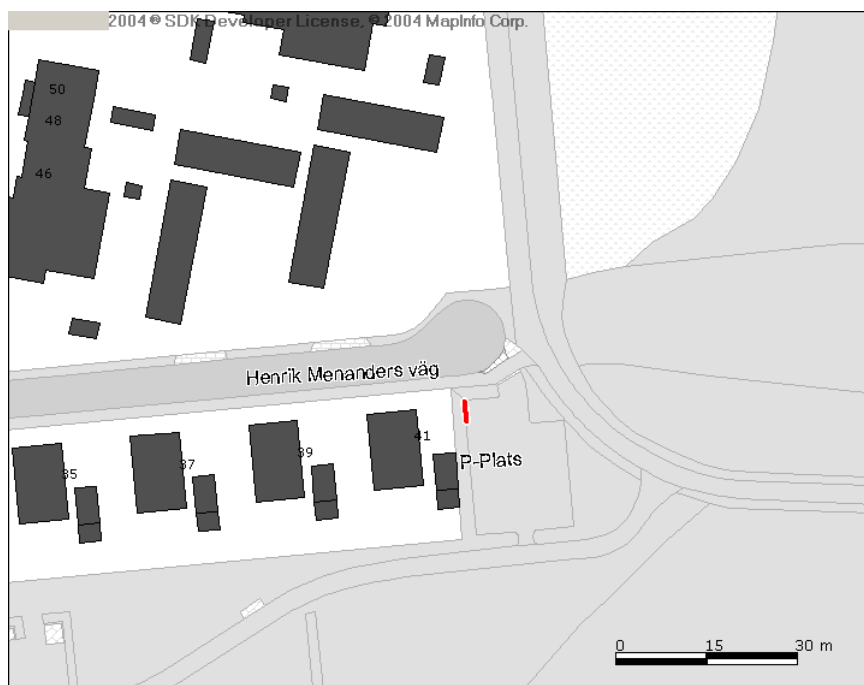 2004 ® SDK Developer License, © 2004 MapInfo Corp.
50
48
46
Henrik Menanders väg
41
39
37
35
P-Plats
0 15 30 m